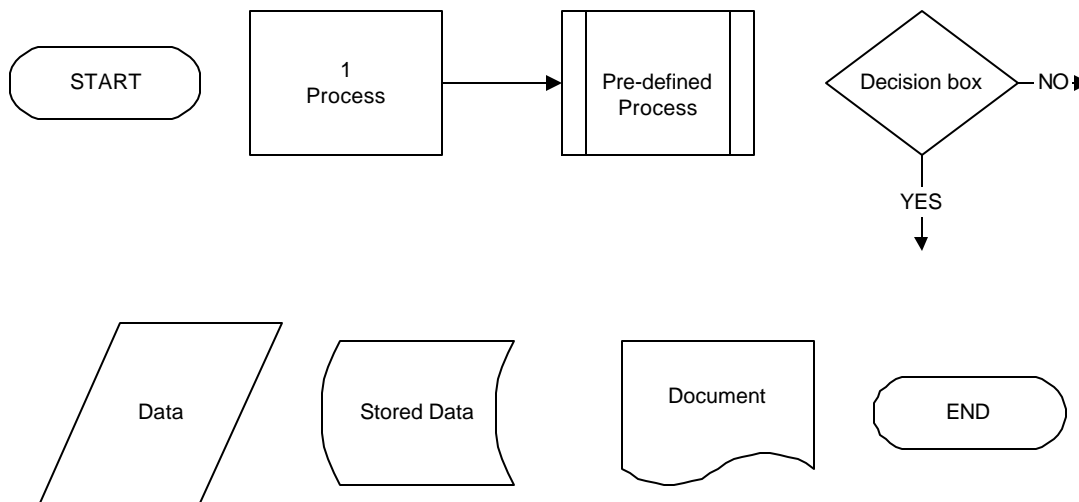 START
1
Process
Pre-defined
Process
Decision box
NO
YES
Data
Stored Data
Document
END